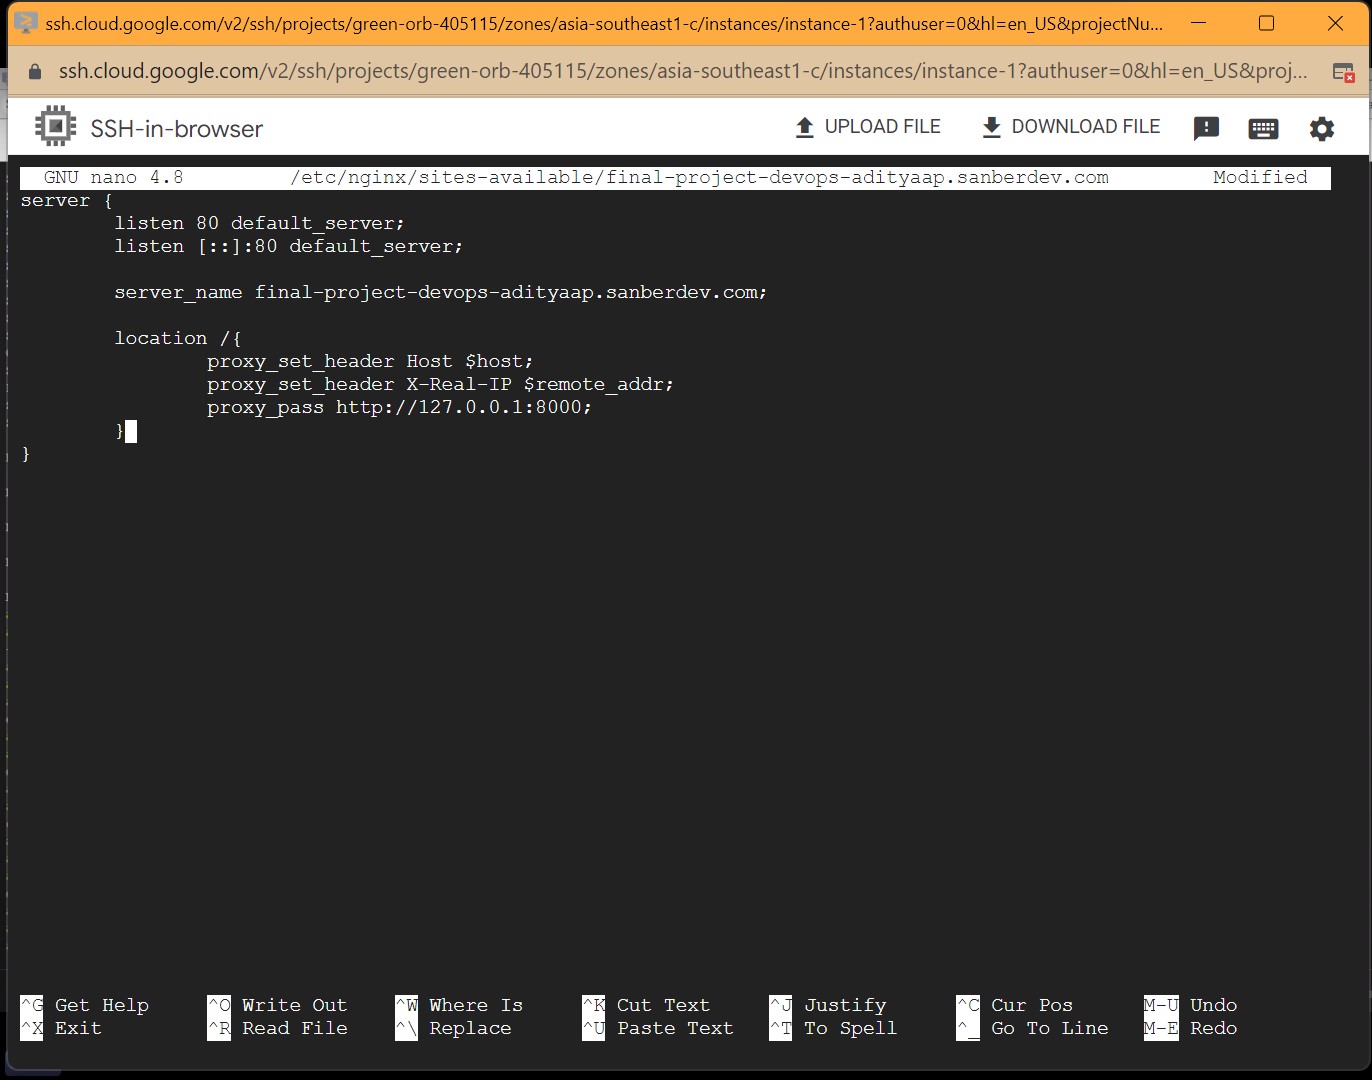 ssh.cloud.google.com/v2/ssh/projects/green-orb-405115/zones/asia-southeast1-c/instances/instance-1?authuser=0&hl=en_US&projectNu...
ssh.cloud.google.com/v2/ssh/projects/green-orb-405115/zones/asia-southeast1-c/instances/instance-1?authuser=0&hl=en_US&proj...
SSH-in-browser UPLOAD FILE DOWNLOAD FILE
GNU nano 4.8 /etc/nginx/sites-available/final-project-devops-adityaap.sanberdev.com Modified
server {
listen 80 default_server;
listen [::]:80 default_server;
server_name final-project-devops-adityaap.sanberdev.com;
location /{
proxy_set_header Host $host;
proxy_set_header X-Real-IP $remote_addr;
proxy_pass http://127.0.0.1:8000;
}
}
^G Get Help ^O Write Out ^W Where Is ^K Cut Text ^J Justify ^C Cur Pos M-U Undo
^X Exit ^R Read File ^\ Replace ^U Paste Text ^T To Spell ^_ Go To Line M-E Redo